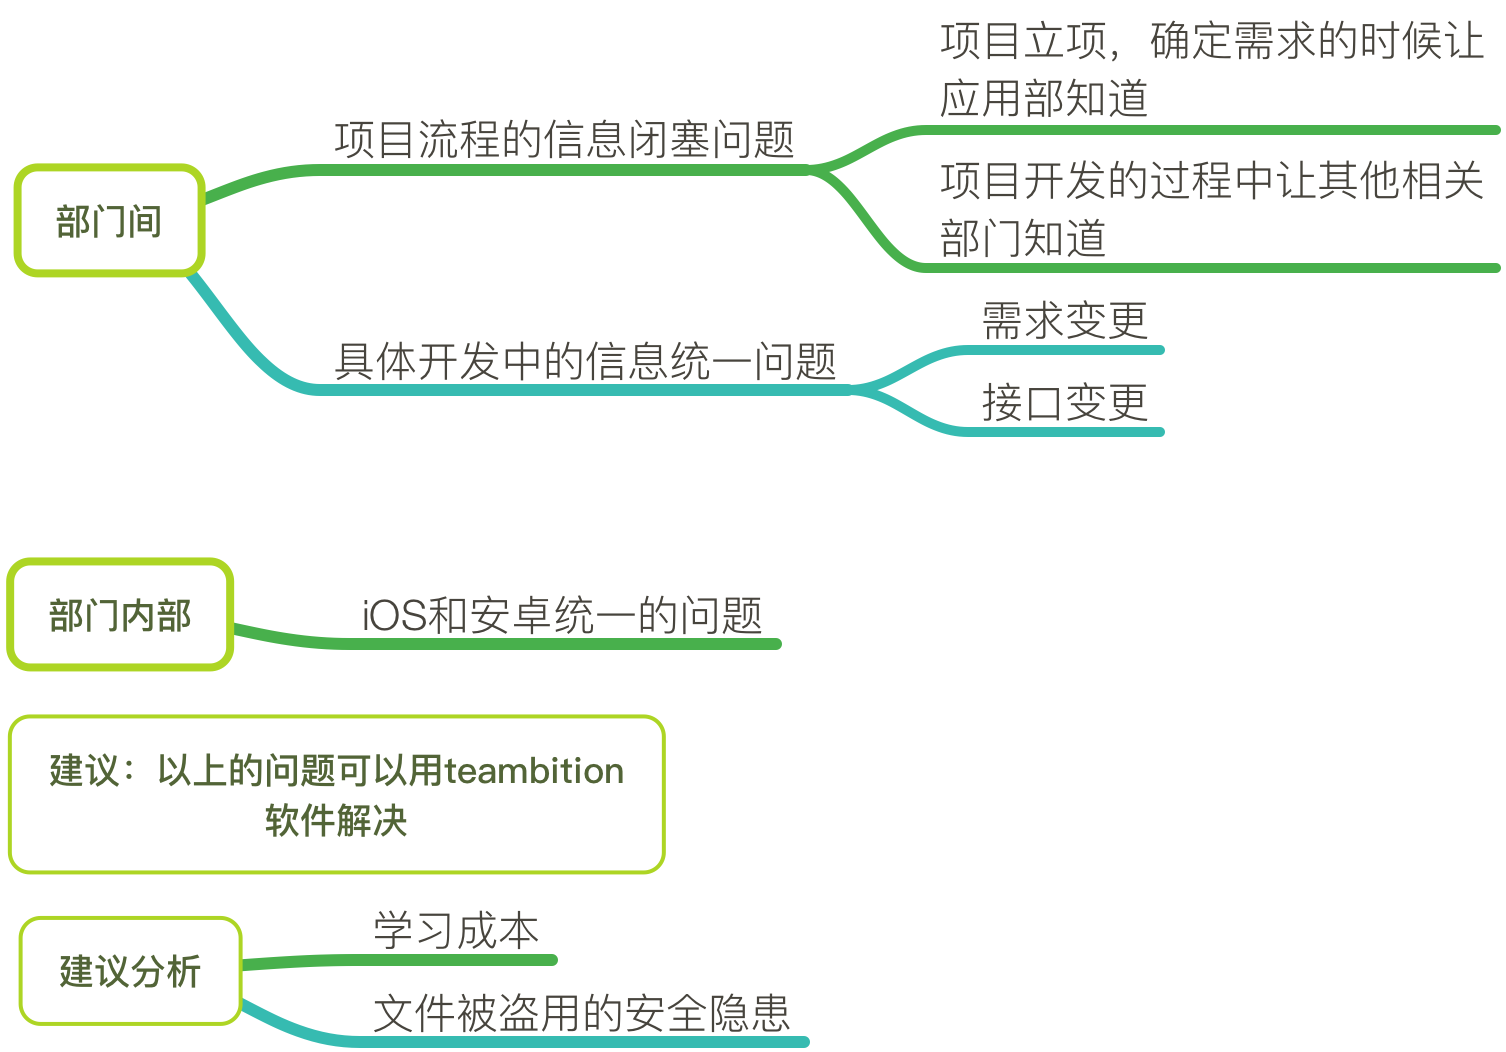 部门间
项目流程的信息闭塞问题
项目立项，确定需求的时候让
应用部知道
项目开发的过程中让其他相关
部门知道
具体开发中的信息统一问题
需求变更
接口变更
部门内部
iOS和安卓统一的问题
建议：以上的问题可以用teambition
软件解决
建议分析
学习成本
文件被盗用的安全隐患